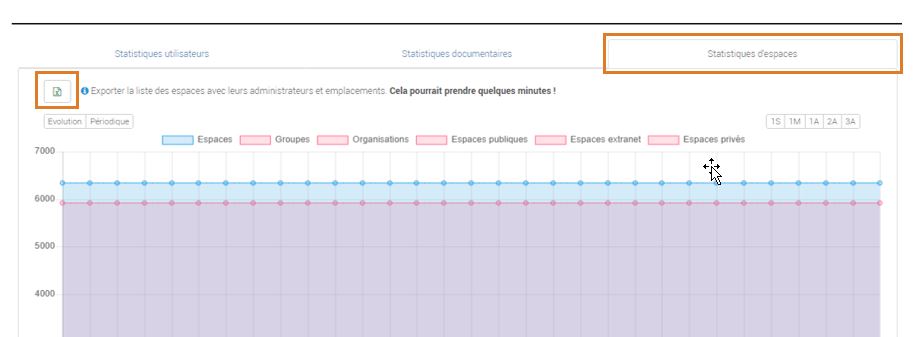 Statistiques utilisateurs Statistiques documentaires Statistiques d'espaces
Exporter la liste des espaces avec leurs administrateurs et emplacements. Cela pourrait prendre quelques minutes !
Evolution Périodique 1S 1M 1A 2A 3A
Espaces Groupes Organisations Espaces publiques Espaces extranet Espaces privés
7000
6000
5000
4000